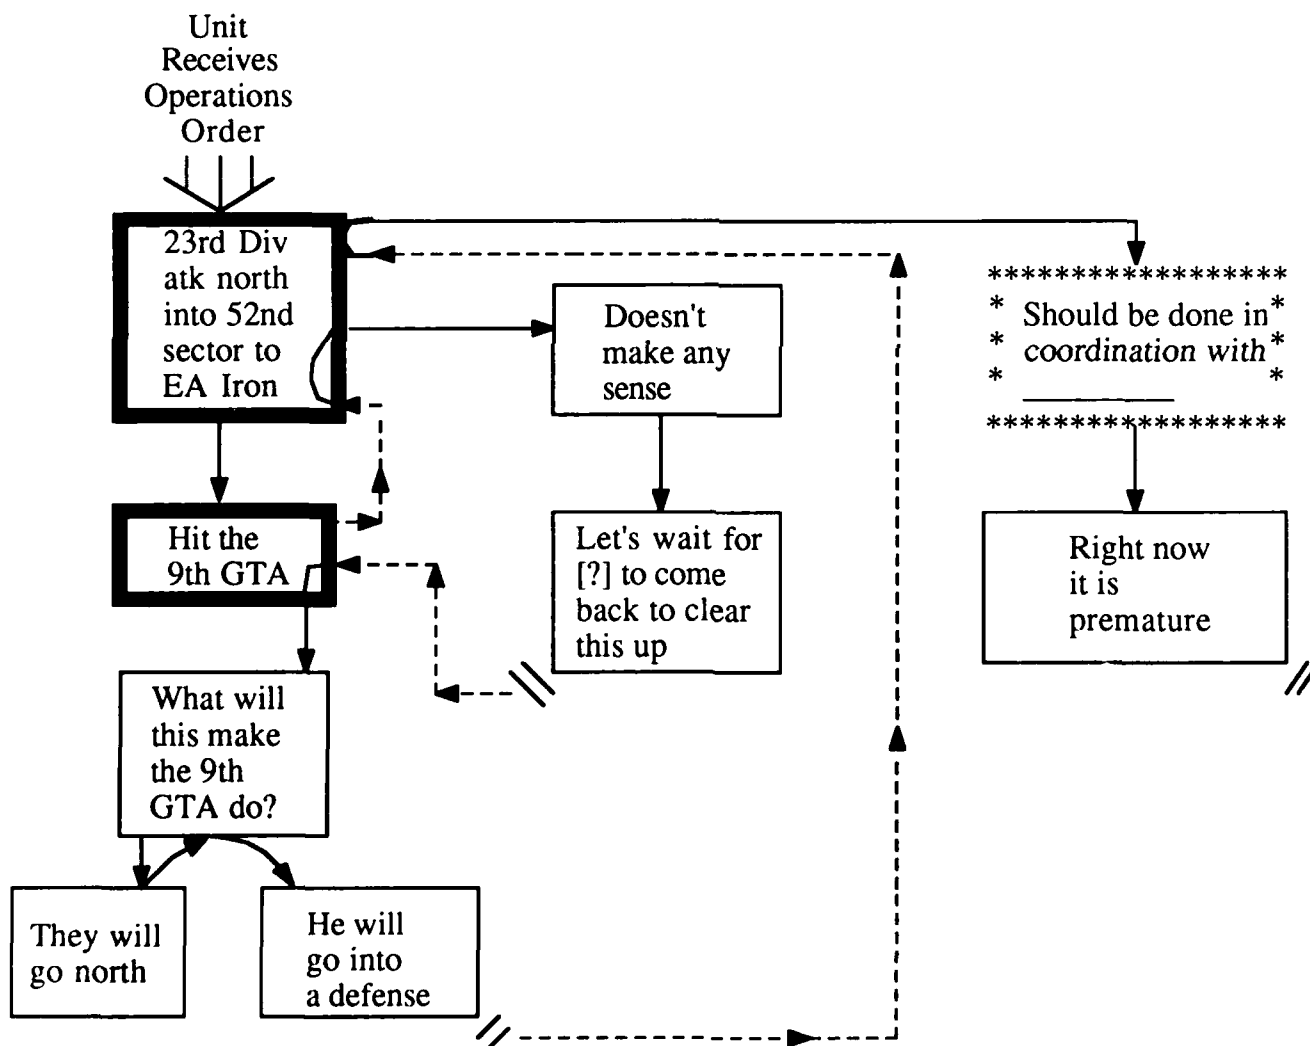 Unit
Receives
Operations
Order
23rd Div
atk north
into 52nd
sector to
EA Iron
Doesn't
make any
sense
******************
* Should be done in *
* coordination with *
* __________ *
******************
Hit the
9th GTA
Let's wait for
[?] to come
back to clear
this up
Right now
it is
premature
What will
this make
the 9th
GTA do?
They will
go north
He will
go into
a defense